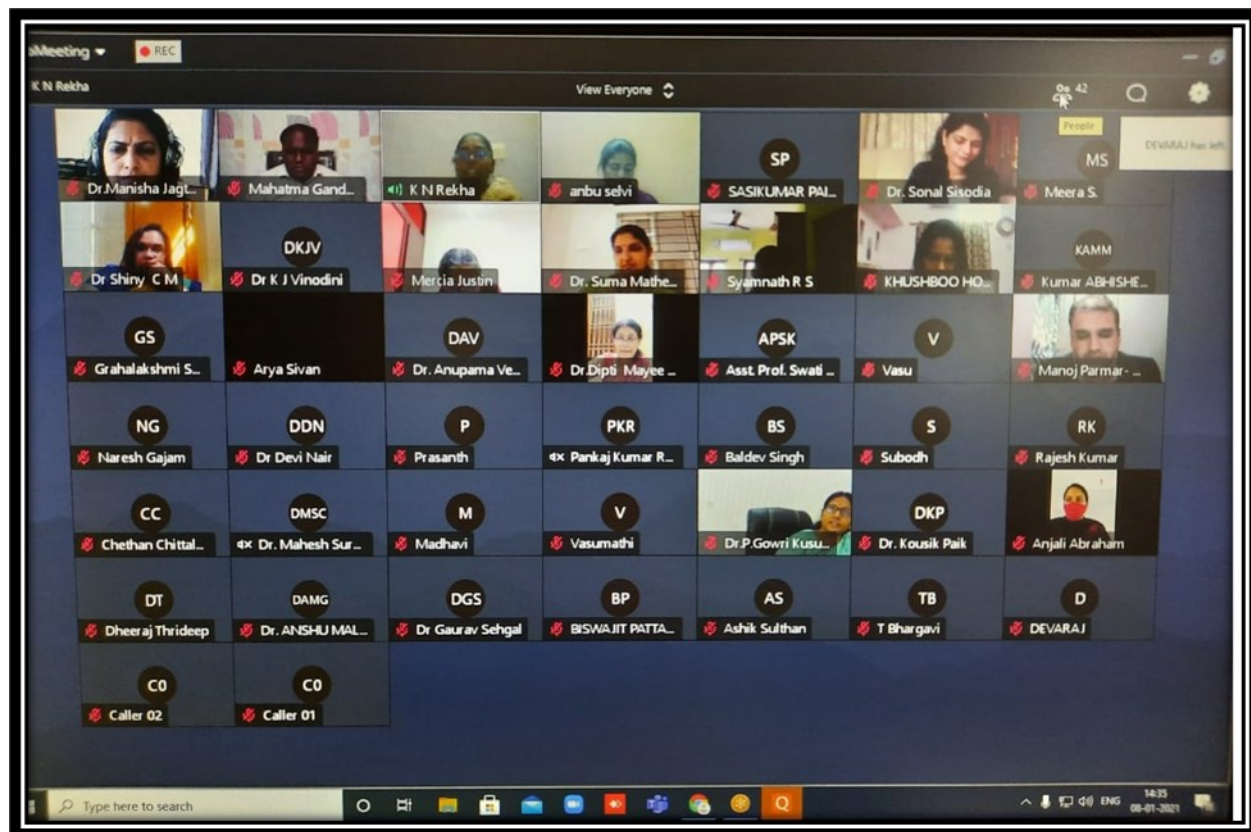 oMeeting
REC
K N Rekha
View Everyone
42
People
DEVARAJ has left.
Dr.Manisha Jagt...
Mahatma Gand...
K N Rekha
anbu selvi
SP
SASIKUMAR PAI...
Dr. Sonal Sisodia
MS
Meera S.
Dr Shiny C M
DKJV
Dr K J Vinodini
Mercia Justin
Dr. Suma Mathe...
Syamnath R S
KHUSHBOO HO...
KAMM
Kumar ABHISHE...
GS
Grahalakshmi S...
Arya Sivan
DAV
Dr. Anupama Ve...
Dr.Dipti Mayee ...
APSK
Asst. Prof. Swati ...
V
Vasu
Manoj Parmar- ...
NG
Naresh Gajam
DDN
Dr Devi Nair
P
Prasanth
PKR
Pankaj Kumar R...
BS
Baldev Singh
S
Subodh
RK
Rajesh Kumar
CC
Chethan Chittal...
DMSC
Dr. Mahesh Sur...
M
Madhavi
V
Vasumathi
Dr.P.Gowri Kusu...
DKP
Dr. Kousik Paik
Anjali Abraham
DT
Dheeraj Thrideep
DAMG
Dr. ANSHU MAL...
DGS
Dr Gaurav Sehgal
BP
BISWAJIT PATTA...
AS
Ashik Sulthan
TB
T Bhargavi
D
DEVARAJ
C0
Caller 02
C0
Caller 01
Type here to search
ENG
14:35
08-01-2021